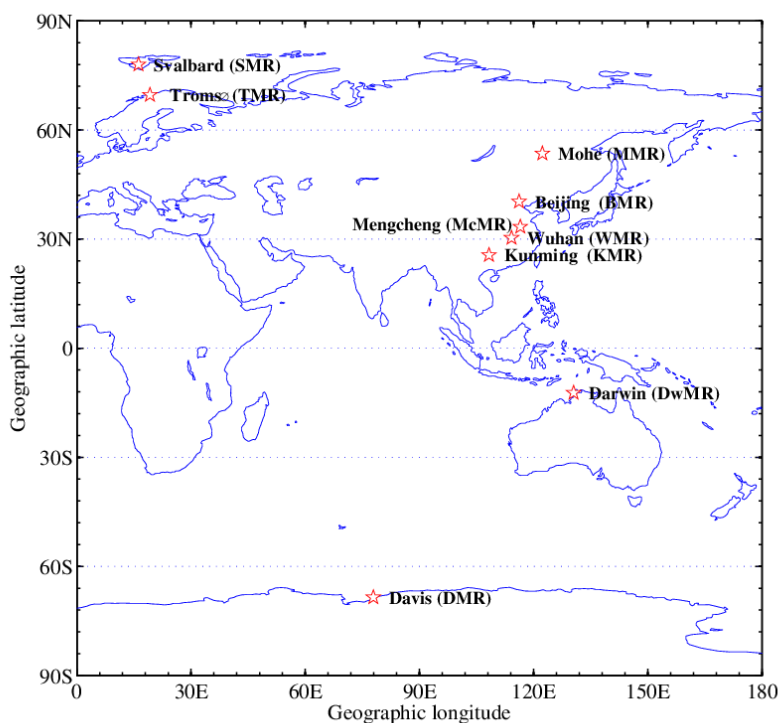 90N
Svalbard (SMR)
Troms (TMR)
60N
Mohe (MMR)
Beijing (BMR)
Mengcheng (McMR)
30N
Wuhan (WMR)
Kunming (KMR)
Geographic latitude
0
Darwin (DwMR)
30S
60S
Davis (DMR)
90S
0 30E 60E 90E 120E 150E 180
Geographic longitude